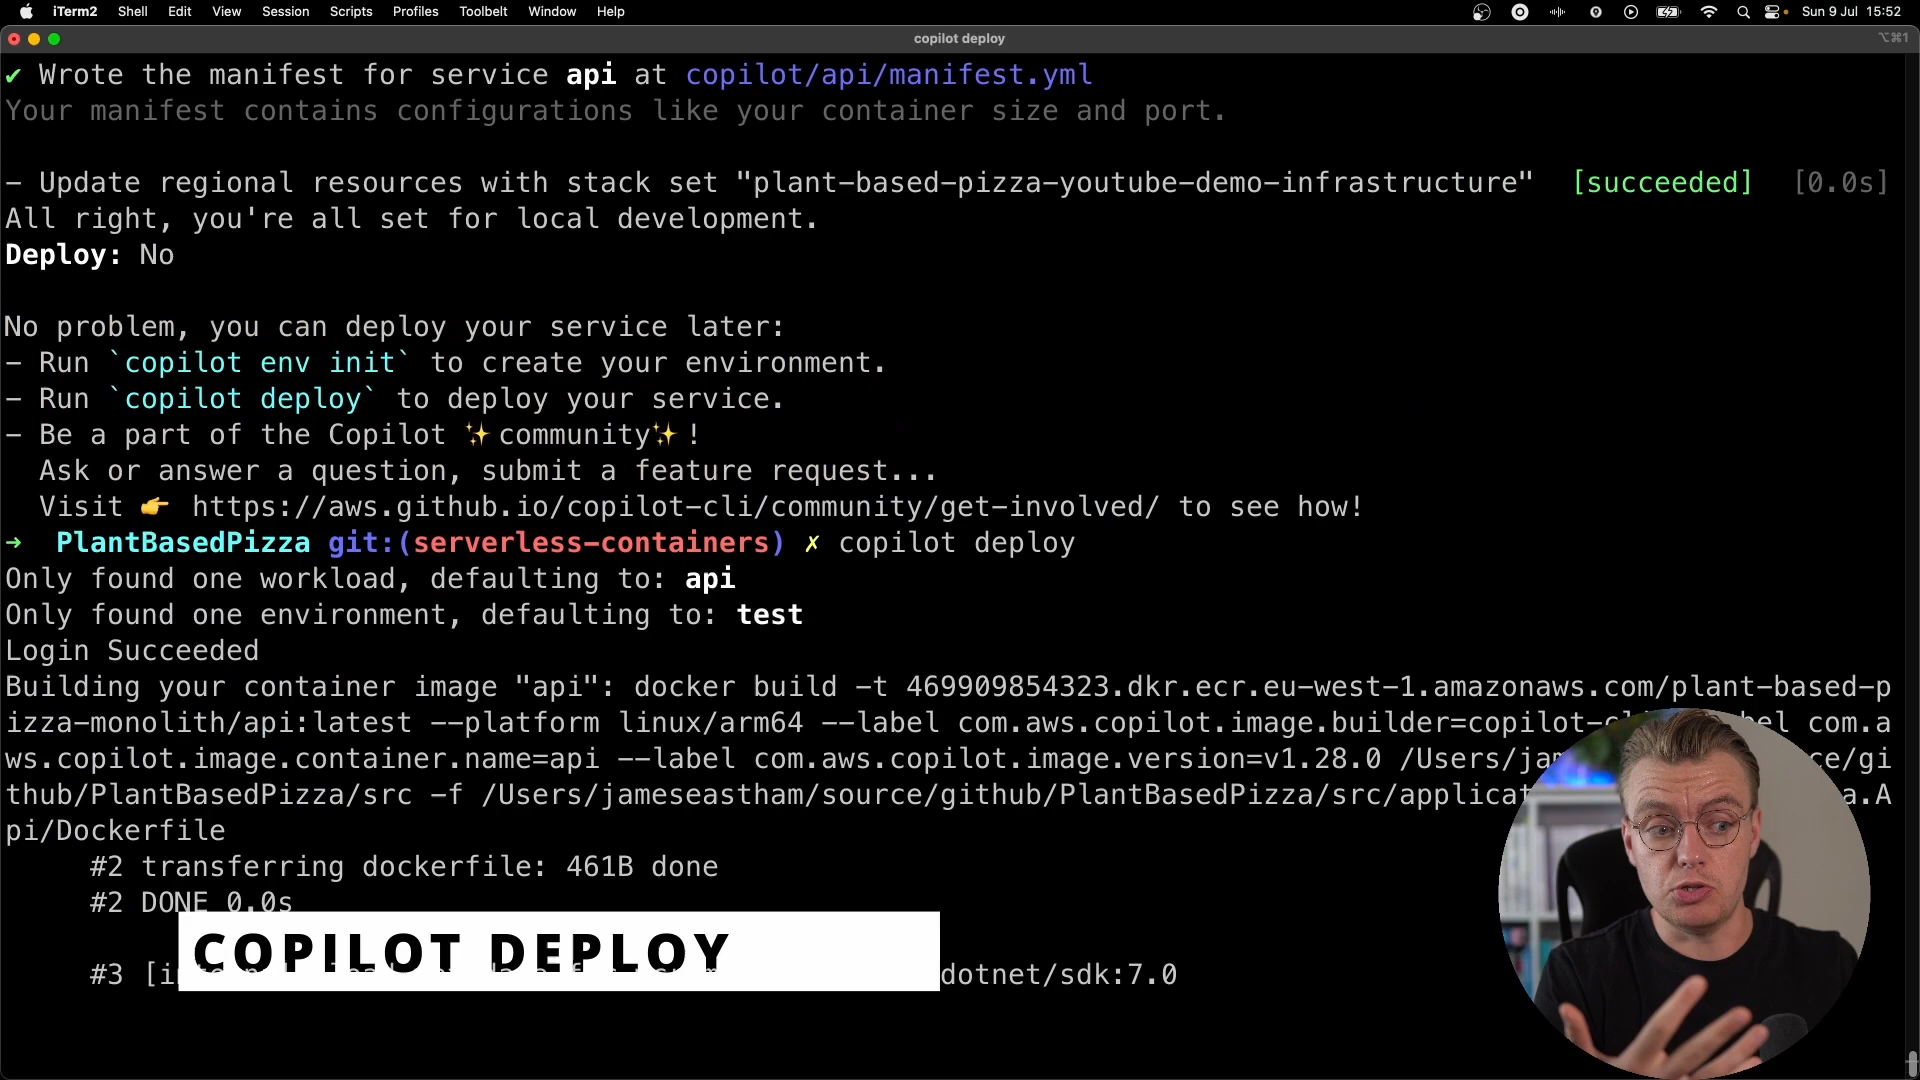 iTerm2 Shell Edit View Session Scripts Profiles Toolbelt Window Help Sun 9 Jul 15:52
copilot deploy ⌥⌘1
✔ Wrote the manifest for service api at copilot/api/manifest.yml
Your manifest contains configurations like your container size and port.
– Update regional resources with stack set "plant-based-pizza-youtube-demo-infrastructure" [succeeded] [0.0s]
All right, you're all set for local development.
Deploy: No
No problem, you can deploy your service later:
– Run `copilot env init` to create your environment.
– Run `copilot deploy` to deploy your service.
– Be a part of the Copilot ✨community✨!
Ask or answer a question, submit a feature request...
Visit 👉 https://aws.github.io/copilot-cli/community/get-involved/ to see how!
➜ PlantBasedPizza git:(serverless-containers) ✗ copilot deploy
Only found one workload, defaulting to: api
Only found one environment, defaulting to: test
Login Succeeded
Building your container image "api": docker build -t 469909854323.dkr.ecr.eu-west-1.amazonaws.com/plant-based-p
izza-monolith/api:latest --platform linux/arm64 --label com.aws.copilot.image.builder=copilot- com.a
ws.copilot.image.container.name=api --label com.aws.copilot.image.version=v1.28.0 /Users/ja ce/gi
thub/PlantBasedPizza/src -f /Users/jameseastham/source/github/PlantBasedPizza/src/applicat a.A
pi/Dockerfile
#2 transferring dockerfile: 461B done
#2 DONE 0.0s
COPILOT DEPLOY
#3 [i dotnet/sdk:7.0